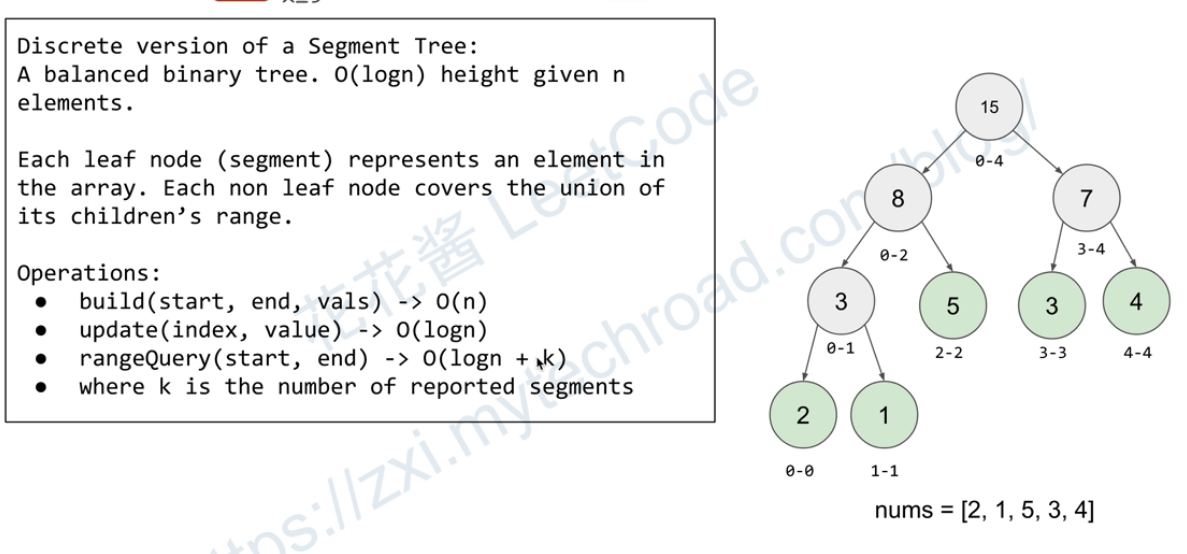 Discrete version of a Segment Tree:
A balanced binary tree. O(logn) height given n
elements.
Each leaf node (segment) represents an element in
the array. Each non leaf node covers the union of
its children's range.
Operations:
● build(start, end, vals) -> O(n)
● update(index, value) -> O(logn)
● rangeQuery(start, end) -> O(logn + k)
● where k is the number of reported segments
15
0-4
8
7
0-2
3-4
3
5
3
4
0-1
2-2
3-3
4-4
2
1
0-0
1-1
nums = [2, 1, 5, 3, 4]
花花酱 LeetCode
ttps://zxi.mytechroad.com/blog/